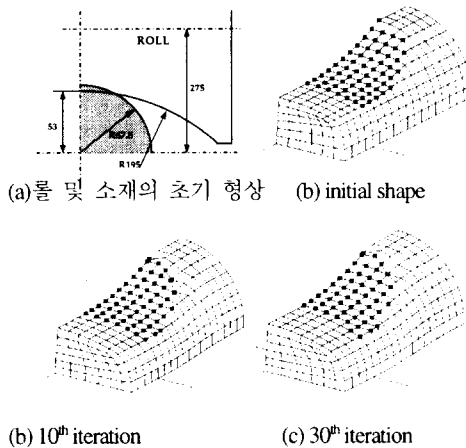 ROLL
275
53
R195
(a)롤 및 소재의 초기 형상
(b) initial shape
(b) 10th iteration
(c) 30th iteration